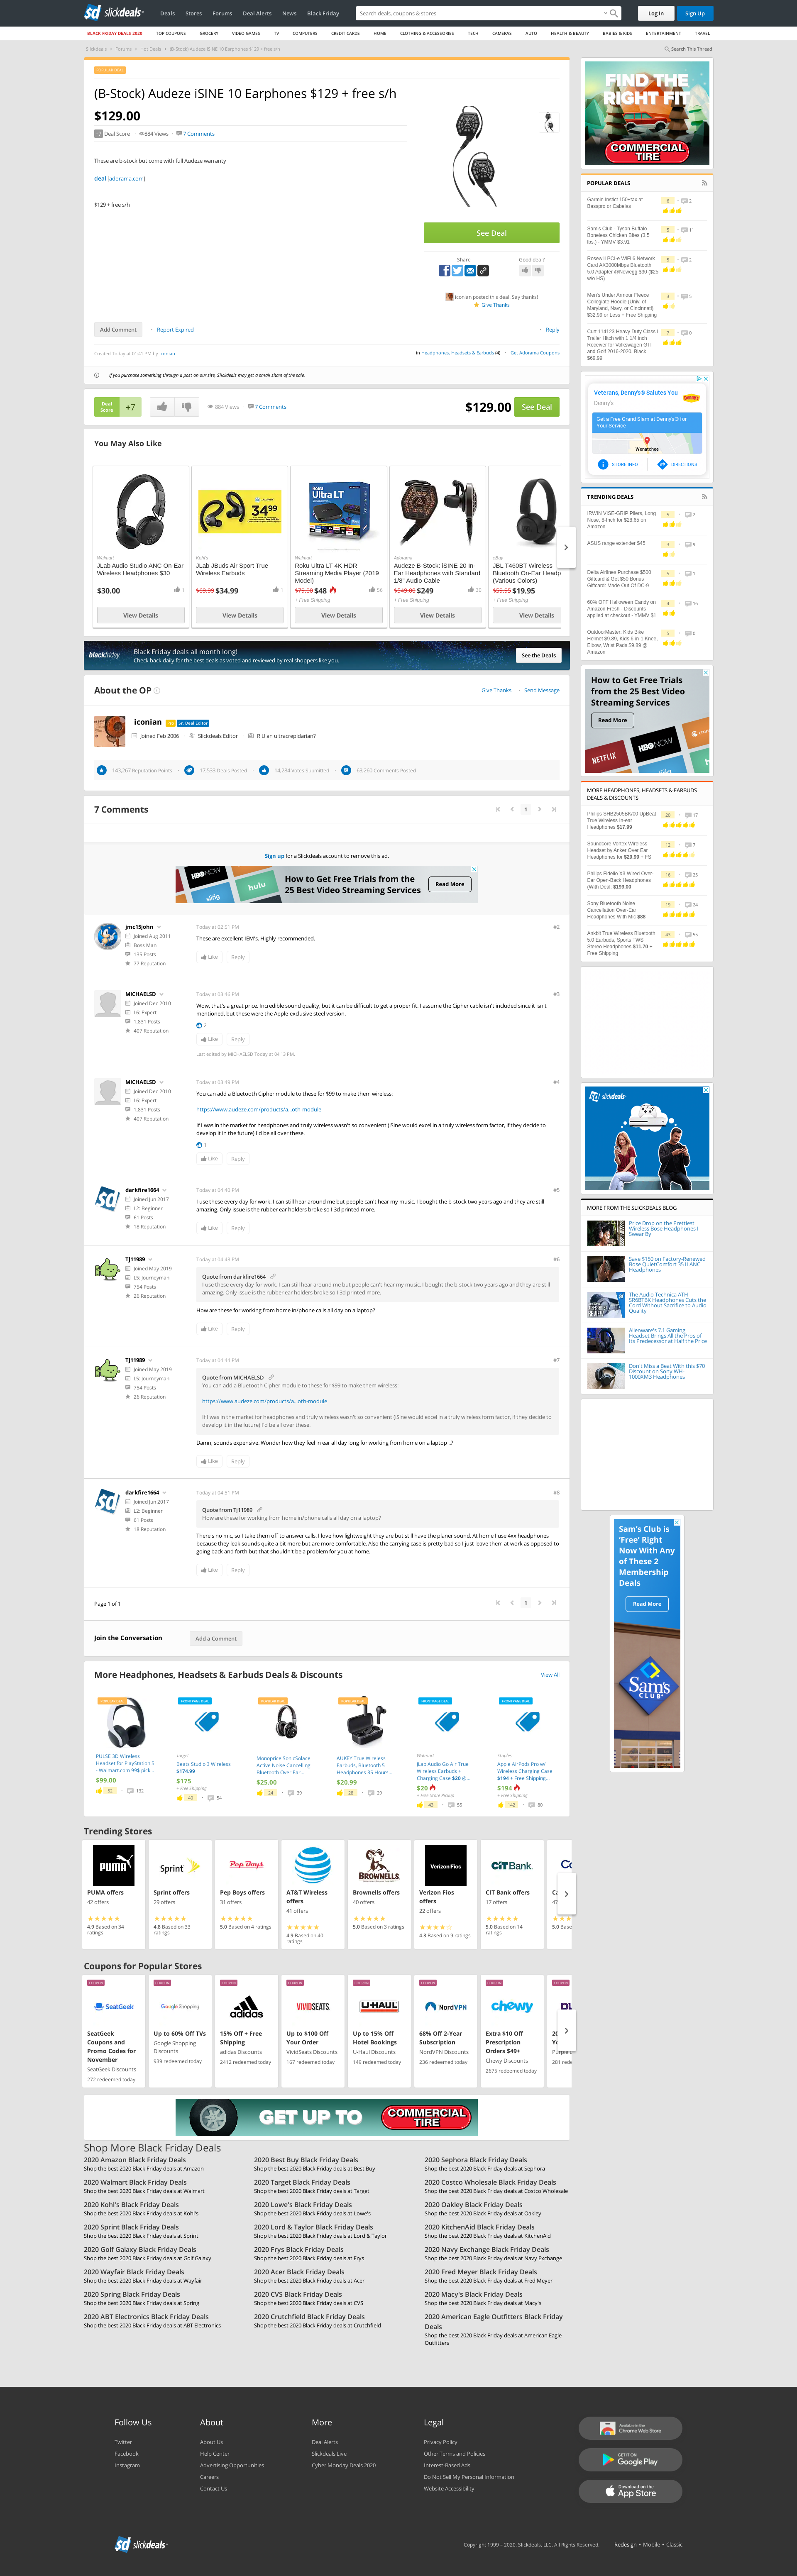 slickdeals
Deals
Stores
Forums
Deal Alerts
News
Black Friday
Search deals, coupons & stores
Log In
Sign Up
BLACK FRIDAY DEALS 2020
TOP COUPONS
GROCERY
VIDEO GAMES
TV
COMPUTERS
CREDIT CARDS
HOME
CLOTHING & ACCESSORIES
TECH
CAMERAS
AUTO
HEALTH & BEAUTY
BABIES & KIDS
ENTERTAINMENT
TRAVEL
Slickdeals > Forums > Hot Deals > (B-Stock) Audeze iSINE 10 Earphones $129 + free s/h
Search This Thread
POPULAR DEAL
(B-Stock) Audeze iSINE 10 Earphones $129 + free s/h
$129.00
+7 Deal Score
884 Views
7 Comments
These are b-stock but come with full Audeze warranty
deal [adorama.com]
$129 + free s/h
See Deal
Share
Good deal?
iconian posted this deal. Say thanks!
Give Thanks
Add Comment
Report Expired
Reply
Created Today at 01:41 PM by iconian
in Headphones, Headsets & Earbuds (4)
Get Adorama Coupons
If you purchase something through a post on our site, Slickdeals may get a small share of the sale.
Deal Score
+7
884 Views
7 Comments
$129.00
See Deal
You May Also Like
Walmart
JLab Audio Studio ANC On-Ear Wireless Headphones $30
$30.00
1
View Details
Kohl's
JLab JBuds Air Sport True Wireless Earbuds
$69.99 $34.99
1
View Details
Walmart
Roku Ultra LT 4K HDR Streaming Media Player (2019 Model)
$79.00 $48
+ Free Shipping
View Details
Adorama
Audeze B-Stock: iSINE 20 In-Ear Headphones with Standard 1/8" Audio Cable
$549.00 $249
+ Free Shipping
30
View Details
eBay
JBL T460BT Wireless Bluetooth On-Ear Headp (Various Colors)
$59.95 $19.95
+ Free Shipping
View Details
blackfriday
Black Friday deals all month long!
Check back daily for the best deals as voted and reviewed by real shoppers like you.
See the Deals
About the OP
Give Thanks
Send Message
iconian
Pro
Sr. Deal Editor
Joined Feb 2006
Slickdeals Editor
R U an ultracrepidarian?
143,267 Reputation Points
17,533 Deals Posted
14,284 Votes Submitted
63,260 Comments Posted
7 Comments
1
Sign up for a Slickdeals account to remove this ad.
hulu
How to Get Free Trials from the 25 Best Video Streaming Services
Read More
jmc15john
Joined Aug 2011
Boss Man
135 Posts
77 Reputation
Today at 02:51 PM
#2
These are excellent IEM's. Highly recommended.
Like
Reply
MICHAELSD
Joined Dec 2010
L6: Expert
1,831 Posts
407 Reputation
Today at 03:46 PM
#3
Wow, that's a great price. Incredible sound quality, but it can be difficult to get a proper fit. I assume the Cipher cable isn't included since it isn't mentioned, but these were the Apple-exclusive version.
2
Like
Reply
Last edited by MICHAELSD Today at 04:13 PM.
MICHAELSD
Joined Dec 2010
L6: Expert
1,831 Posts
407 Reputation
Today at 03:49 PM
#4
You can add a Bluetooth Cipher module to these for $99 to make them wireless:
https://www.audeze.com/products/a...oth-module
If I was in the market for headphones and truly wireless wasn't so convenient (iSine would excel in a truly wireless form factor, if they decide to develop it in the future) I'd be all over these.
1
Like
Reply
darkfire1664
Joined Jun 2017
L2: Beginner
61 Posts
18 Reputation
Today at 04:40 PM
#5
I use these every day for work. I can still hear around me but people can't hear my music. I bought the b-stock two years ago and they are still amazing. Only issue is the rubber ear holders broke so I 3d printed more.
Like
Reply
Tj11989
Joined May 2019
L5: Journeyman
754 Posts
26 Reputation
Today at 04:43 PM
#6
Quote from darkfire1664
I use these every day for work. I can still hear around me but people can't hear my music. I bought the b-stock two years ago and they are still amazing. Only issue is the rubber ear holders broke so I 3d printed more.
How are these for working from home in/phone calls all day on a laptop?
Like
Reply
Tj11989
Joined May 2019
L5: Journeyman
754 Posts
26 Reputation
Today at 04:44 PM
#7
Quote from MICHAELSD
You can add a Bluetooth Cipher module to these for $99 to make them wireless:
https://www.audeze.com/products/a...oth-module
If I was in the market for headphones and truly wireless wasn't so convenient (iSine would excel in a truly wireless form factor, if they decide to develop it in the future) I'd be all over these.
Damn, sounds expensive. Wonder how they feel in ear all day long for working from home on a laptop ..?
Like
Reply
darkfire1664
Joined Jun 2017
L2: Beginner
61 Posts
18 Reputation
Today at 04:51 PM
#8
Quote from Tj11989
How are these for working from home in/phone calls all day on a laptop?
There's no mic, so I take them off to answer calls, I love how lightweight they are but still have the planer sound. At home I use 4xx headphones because they leak sounds quite a bit more but are more comfortable. Also the carrying case is pretty bad so I just leave them at work as opposed to going back and forth but that shouldn't be a problem for you at home.
Like
Reply
Page 1 of 1
1
Join the Conversation
Add a Comment
More Headphones, Headsets & Earbuds Deals & Discounts
View All
PULSE 3D Wireless Headset for PlayStation 5 - Walmart.com 99$ pick...
$99.00
52
132
Target
Beats Studio 3 Wireless $174.99
$175
+ Free Shipping
40
54
Monoprice SonicSolace Active Noise Cancelling Bluetooth Over Ear...
$25.00
24
39
AUKEY True Wireless Earbuds, Bluetooth 5 Headphones 35 Hours...
$20.99
28
29
Walmart
JLab Audio Go Air True Wireless Earbuds + Charging Case $20 @...
$20
+ Free Store Pickup
43
55
Staples
Apple AirPods Pro w/ Wireless Charging Case $194 + Free Shipping...
$194
+ Free Shipping
142
80
Trending Stores
PUMA offers
42 offers
4.9 Based on 34 ratings
Sprint offers
29 offers
4.8 Based on 33 ratings
Pep Boys offers
31 offers
5.0 Based on 4 ratings
AT&T Wireless offers
41 offers
4.9 Based on 40 ratings
Brownells offers
40 offers
5.0 Based on 3 ratings
Verizon Fios offers
22 offers
4.3 Based on 9 ratings
CIT Bank offers
17 offers
5.0 Based on 14 ratings
Coupons for Popular Stores
SeatGeek Coupons and Promo Codes for November
SeatGeek Discounts
272 redeemed today
Up to 60% Off TVs
Google Shopping Discounts
939 redeemed today
15% Off + Free Shipping
adidas Discounts
2412 redeemed today
Up to $100 Off Your Order
VividSeats Discounts
167 redeemed today
Up to 15% Off Hotel Bookings
U-Haul Discounts
149 redeemed today
68% Off 2-Year Subscription
NordVPN Discounts
236 redeemed today
Extra $10 Off Prescription Orders $49+
Chewy Discounts
2675 redeemed today
GET UP TO
COMMERCIAL TIRE
Shop More Black Friday Deals
2020 Amazon Black Friday Deals
Shop the best 2020 Black Friday deals at Amazon
2020 Best Buy Black Friday Deals
Shop the best 2020 Black Friday deals at Best Buy
2020 Sephora Black Friday Deals
Shop the best 2020 Black Friday deals at Sephora
2020 Walmart Black Friday Deals
Shop the best 2020 Black Friday deals at Walmart
2020 Target Black Friday Deals
Shop the best 2020 Black Friday deals at Target
2020 Costco Wholesale Black Friday Deals
Shop the best 2020 Black Friday deals at Costco Wholesale
2020 Kohl's Black Friday Deals
Shop the best 2020 Black Friday deals at Kohl's
2020 Lowe's Black Friday Deals
Shop the best 2020 Black Friday deals at Lowe's
2020 Oakley Black Friday Deals
Shop the best 2020 Black Friday deals at Oakley
2020 Sprint Black Friday Deals
Shop the best 2020 Black Friday deals at Sprint
2020 Lord & Taylor Black Friday Deals
Shop the best 2020 Black Friday deals at Lord & Taylor
2020 KitchenAid Black Friday Deals
Shop the best 2020 Black Friday deals at KitchenAid
2020 Golf Galaxy Black Friday Deals
Shop the best 2020 Black Friday deals at Golf Galaxy
2020 Frys Black Friday Deals
Shop the best 2020 Black Friday deals at Frys
2020 Navy Exchange Black Friday Deals
Shop the best 2020 Black Friday deals at Navy Exchange
2020 Wayfair Black Friday Deals
Shop the best 2020 Black Friday deals at Wayfair
2020 Acer Black Friday Deals
Shop the best 2020 Black Friday deals at Acer
2020 Fred Meyer Black Friday Deals
Shop the best 2020 Black Friday deals at Fred Meyer
2020 Spring Black Friday Deals
Shop the best 2020 Black Friday deals at Spring
2020 CVS Black Friday Deals
Shop the best 2020 Black Friday deals at CVS
2020 Macy's Black Friday Deals
Shop the best 2020 Black Friday deals at Macy's
2020 ABT Electronics Black Friday Deals
Shop the best 2020 Black Friday deals at ABT Electronics
2020 Crutchfield Black Friday Deals
Shop the best 2020 Black Friday deals at Crutchfield
2020 American Eagle Outfitters Black Friday Deals
Shop the best 2020 Black Friday deals at American Eagle Outfitters
FIND THE RIGHT FIT
COMMERCIAL TIRE
POPULAR DEALS
Garmin Instict 150+tax at Basspro or Cabelas
Sam's Club - Tyson Buffalo Boneless Chicken Bites (3.5 lbs.) - YMMV $3.91
Rosewill PCI-e WiFi 6 Network Card AX3000Mbps Bluetooth 5.0 Adapter @Newegg $30 ($25 w/o HS)
Men's Under Armour Fleece Collegiate Hoodie (Univ. of Maryland, Navy, or Cincinnati) $32.99 or Less + Free Shipping
Curt 114123 Heavy Duty Class I Trailer Hitch with 1 1/4 inch Receiver for Volkswagen GTI and Golf 2016-2020, Black $69.99
Veterans, Denny's® Salutes You
Denny's
Get a Free Grand Slam at Denny's® for Your Service
Wenatchee
STORE INFO
DIRECTIONS
TRENDING DEALS
IRWIN VISE-GRIP Pliers, Long Nose, 8-Inch for $28.65 on Amazon
ASUS range extender $45
Delta Airlines Purchase $500 Giftcard & Get $50 Bonus Giftcard. Made Out Of DC-9
60% OFF Halloween Candy on Amazon Fresh - Discounts applied at checkout - YMMV $1
OutdoorMaster: Kids Bike Helmet $9.69, Kids 6-in-1 Knee, Elbow, Wrist Pads $9.89 @ Amazon
How to Get Free Trials from the 25 Best Video Streaming Services
Read More
NETFLIX
HBO NOW
MORE HEADPHONES, HEADSETS & EARBUDS DEALS & DISCOUNTS
Philips SHB2505BK/00 UpBeat True Wireless In-ear Headphones $17.99
Soundcore Vortex Wireless Headset by Anker Over Ear Headphones for $29.99 + FS
Philips Fidelio X3 Wired Over-Ear Open-Back Headphones (With Deal: $199.00
Sony Bluetooth Noise Cancellation Over-Ear Headphones With Mic $88
Ankbit True Wireless Bluetooth 5.0 Earbuds, Sports TWS Stereo Headphones $11.70 + Free Shipping
slickdeals
MORE FROM THE SLICKDEALS BLOG
Price Drop on the Prettiest Wireless Bose Headphones I Swear By
Save $150 on Factory-Renewed Bose QuietComfort 35 II ANC Headphones
The Audio Technica ATH-SR6BTBK Headphones Cuts the Cord Without Sacrifice to Audio Quality
Alienware's 7.1 Gaming Headset Brings All the Pros of Its Predecessor at Half the Price
Don't Miss a Beat With this $70 Discount on Sony WH-1000XM3 Headphones
Sam's Club is 'Free' Right Now With Any of These 2 Membership Deals
Read More
Sam's CLUB
Follow Us
Twitter
Facebook
Instagram
About
About Us
Help Center
Advertising Opportunities
Careers
Contact Us
More
Deal Alerts
Slickdeals Live
Cyber Monday Deals 2020
Legal
Privacy Policy
Other Terms and Policies
Interest-Based Ads
Do Not Sell My Personal Information
Website Accessibility
Available in the Chrome Web Store
GET IT ON Google Play
Download on the App Store
slickdeals
Copyright 1999 – 2020. Slickdeals, LLC. All Rights Reserved.
Redesign • Mobile • Classic